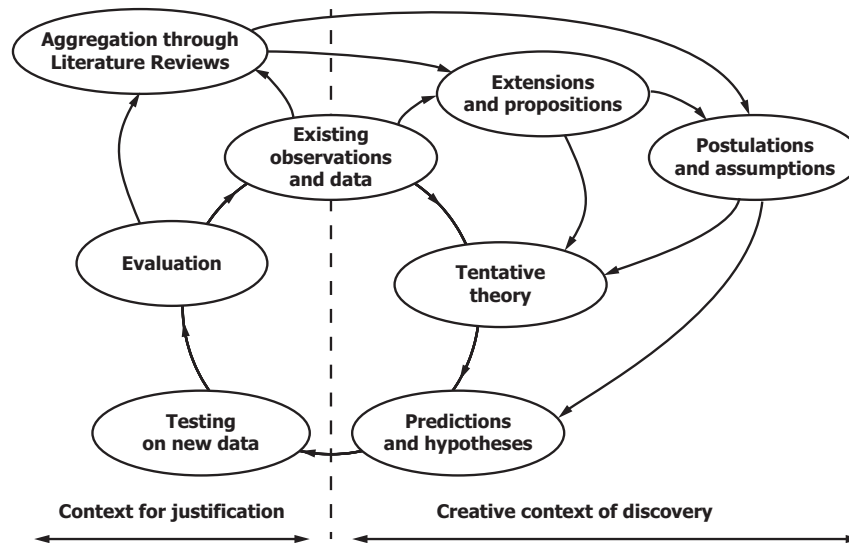 Aggregation through
Literature Reviews
Extensions
and propositions
Existing
observations
and data
Postulations
and assumptions
Evaluation
Tentative
theory
Testing
on new data
Predictions
and hypotheses
Context for justification
Creative context of discovery